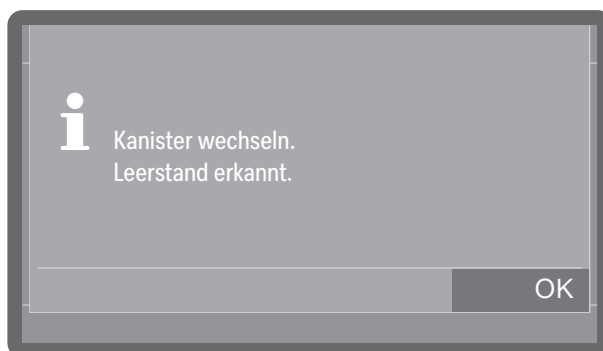 i
Kanister wechseln.
Leerstand erkannt.
OK